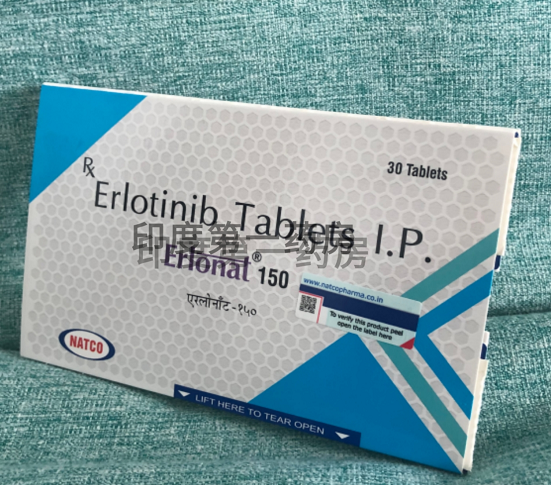 30 Tablets
Rx
Erlotinib Tablets I.P.
印度第一药房
Erlonat® 150
एरलोनॉट-१५०
www.natcopharma.co.in
To verify this product peel
open the label here
NATCO
LIFT HERE TO TEAR OPEN